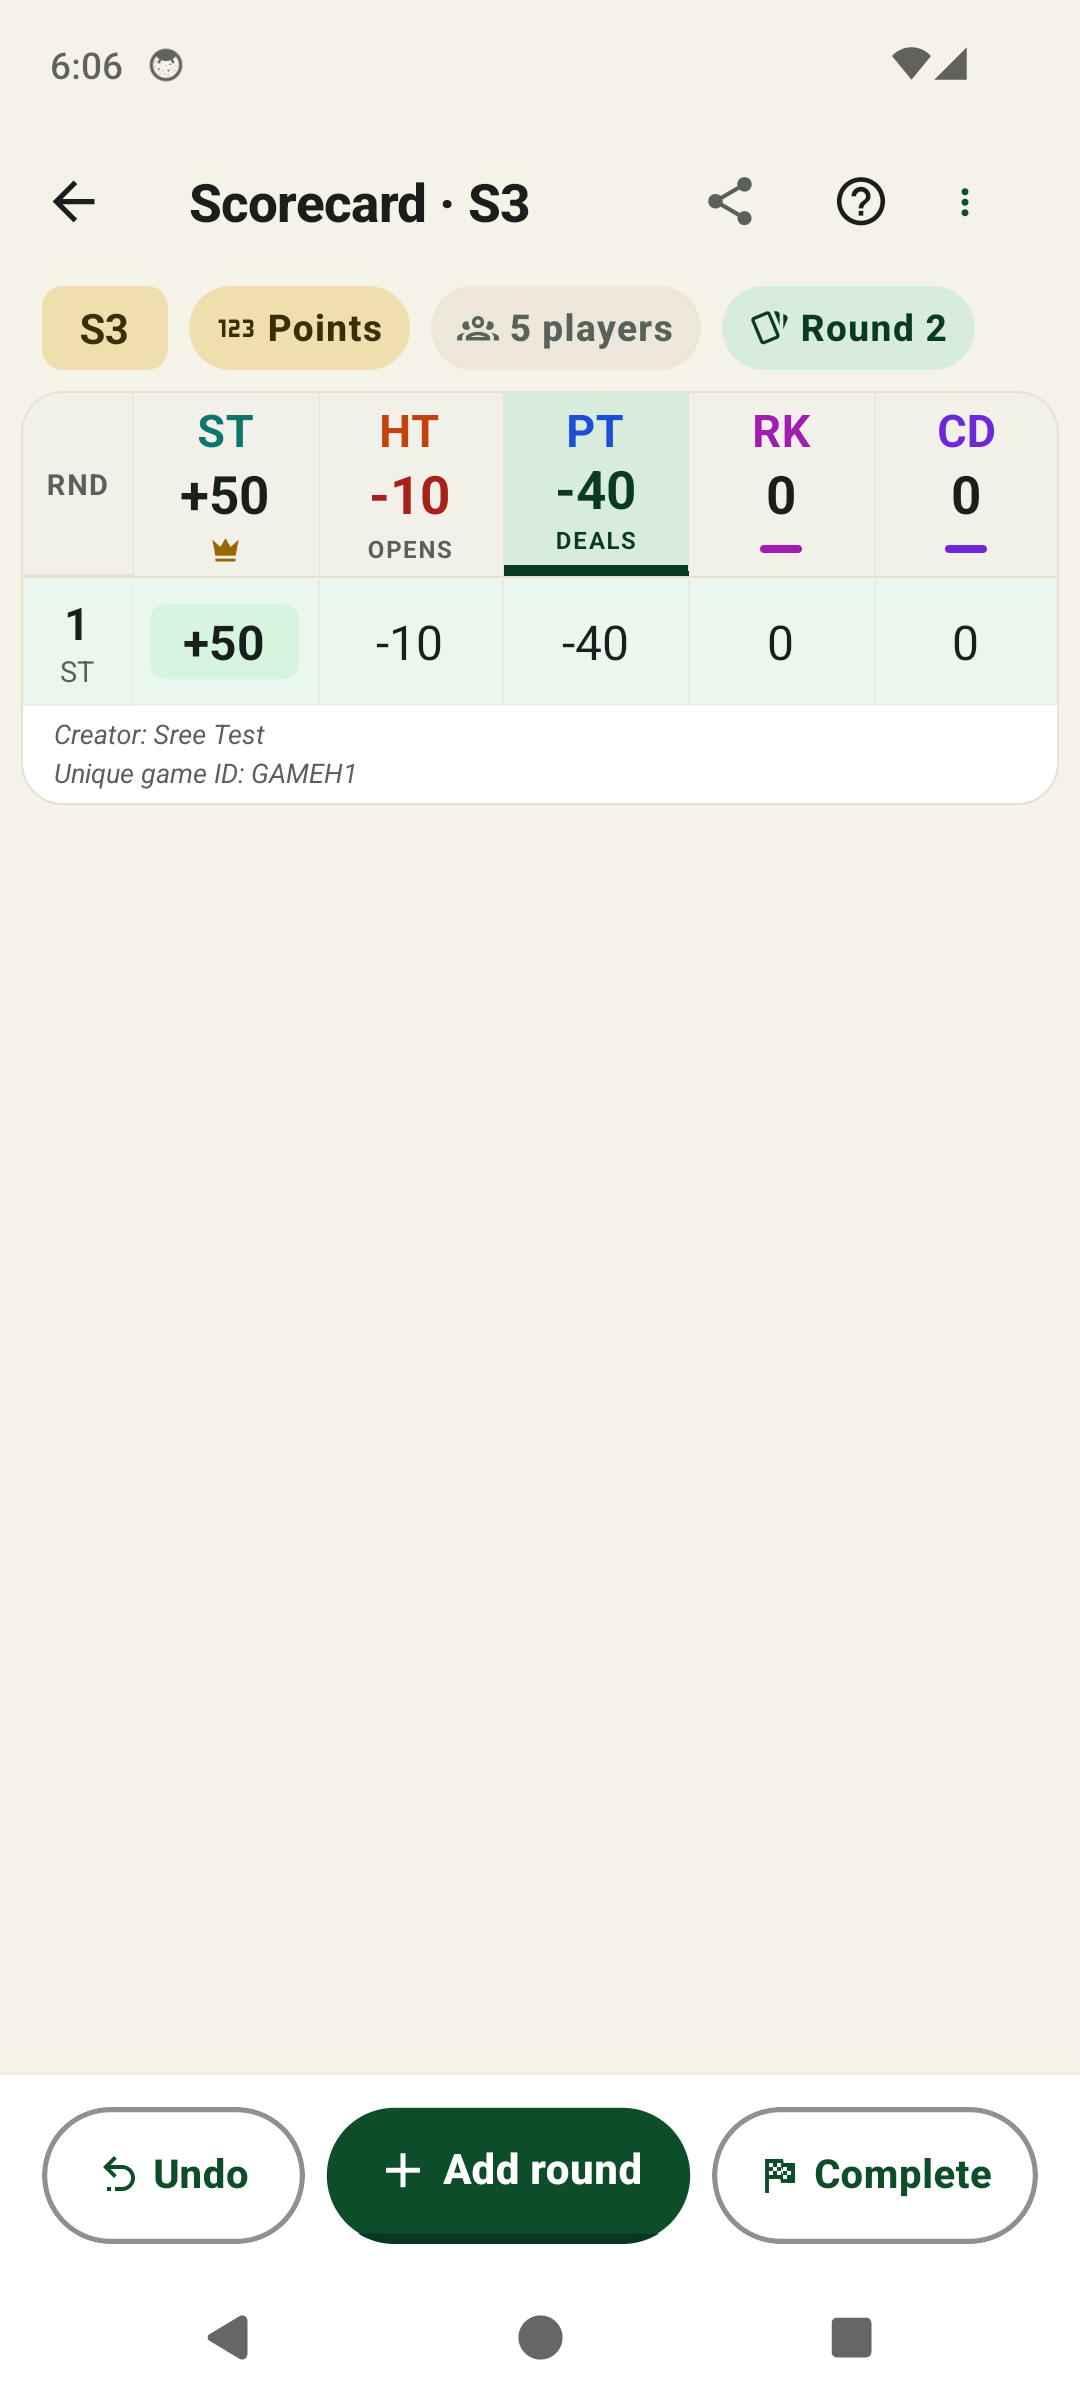 6:06
Scorecard · S3
S3
123 Points
5 players
Round 2
RND
ST
+50
HT
-10
OPENS
PT
-40
DEALS
RK
0
CD
0
1
ST
+50
-10
-40
0
0
Creator: Sree Test
Unique game ID: GAMEH1
Undo
+ Add round
Complete